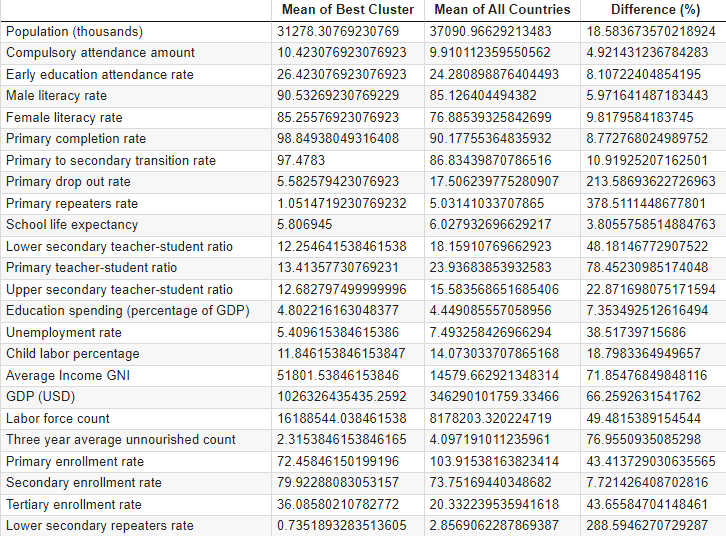 Mean of Best Cluster Mean of All Countries Difference (%)
Population (thousands) 31278.30769230769 37090.96629213483 18.583673570218924
Compulsory attendance amount 10.423076923076923 9.910112359550562 4.921431236784283
Early education attendance rate 26.423076923076923 24.280898876404493 8.10722404854195
Male literacy rate 90.53269230769229 85.126404494382 5.971641487183443
Female literacy rate 85.25576923076923 76.88539325842699 9.8179584183745
Primary completion rate 98.84938049316408 90.17755364835932 8.772768024989752
Primary to secondary transition rate 97.4783 86.83439870786516 10.91925207162501
Primary drop out rate 5.582579423076923 17.506239775280907 213.58693622726963
Primary repeaters rate 1.0514719230769232 5.03141033707865 378.5111448677801
School life expectancy 5.806945 6.027932696629217 3.8055758514884763
Lower secondary teacher-student ratio 12.254641538461538 18.15910769662923 48.18146772907522
Primary teacher-student ratio 13.41357730769231 23.93683853932583 78.45230985174048
Upper secondary teacher-student ratio 12.682797499999996 15.583568651685406 22.871698075171594
Education spending (percentage of GDP) 4.802216163048377 4.449085557058956 7.353492512616494
Unemployment rate 5.409615384615386 7.493258426966294 38.51739715686
Child labor percentage 11.846153846153847 14.073033707865168 18.7983364949657
Average Income GNI 51801.53846153846 14579.662921348314 71.85476849848116
GDP (USD) 1026326435435.2592 346290101759.33466 66.2592631541762
Labor force count 16188544.038461538 8178203.320224719 49.4815389154544
Three year average unnourished count 2.3153846153846165 4.097191011235961 76.9550935085298
Primary enrollment rate 72.45846150199196 103.91538163823414 43.413729030635565
Secondary enrollment rate 79.92288083053157 73.75169440348682 7.721426408702816
Tertiary enrollment rate 36.08580210782772 20.332239535941618 43.65584704148461
Lower secondary repeaters rate 0.7351893283513605 2.8569062287869387 288.5946270729287